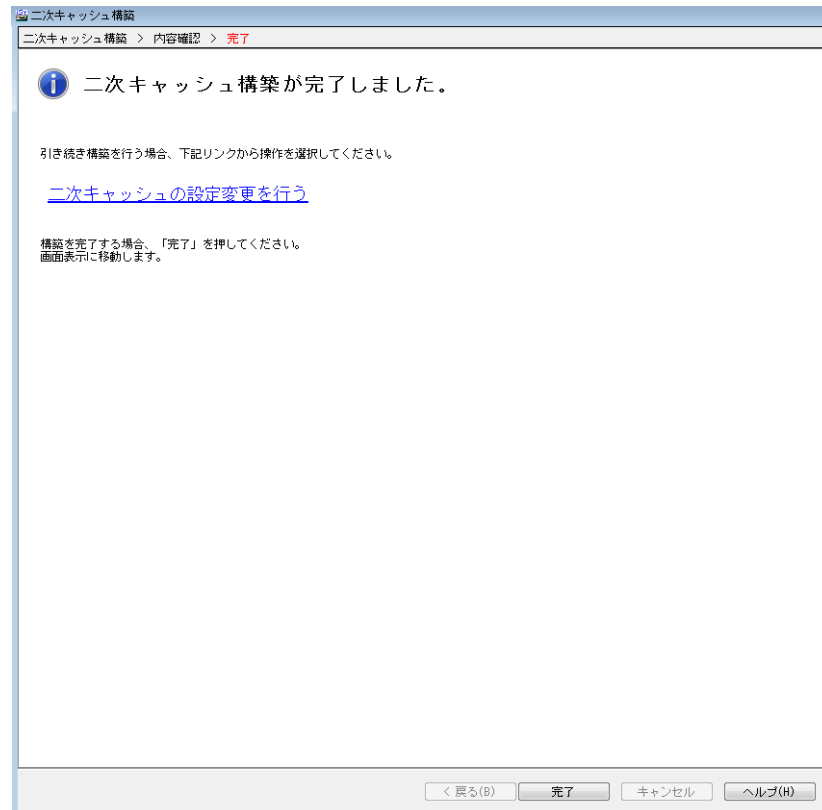 二次キャッシュ構築
二次キャッシュ構築 > 内容確認 > 完了
二次キャッシュ構築が完了しました。
引き続き構築を行う場合、下記リンクから操作を選択してください。
二次キャッシュの設定変更を行う
構築を完了する場合、「完了」を押してください。
画面表示に移動します。
< 戻る(B) 完了 キャンセル ヘルプ(H)